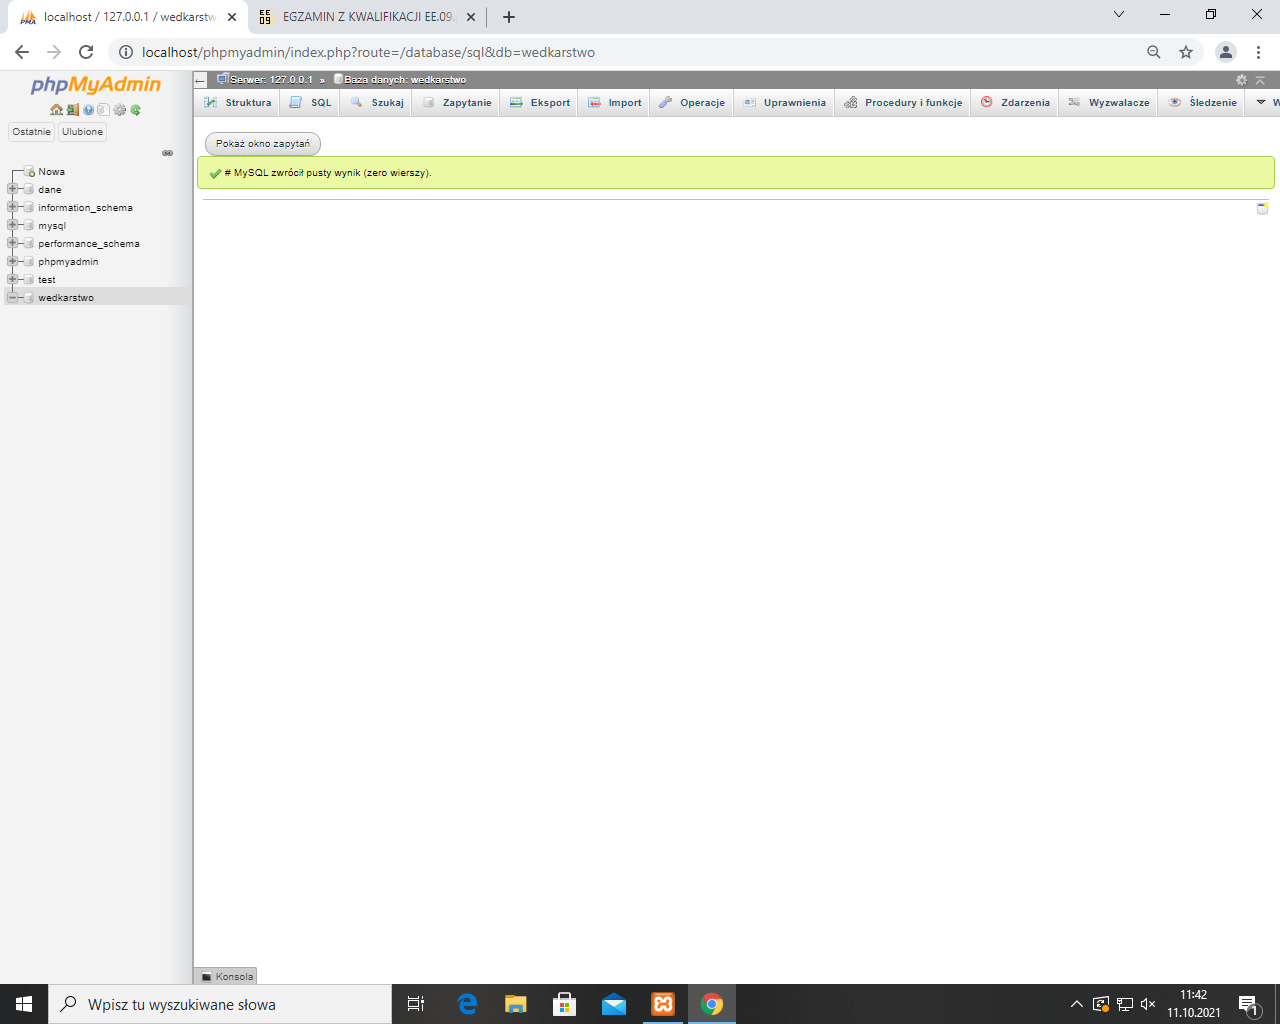 localhost / 127.0.0.1 / wedkarstw
EE 09
EGZAMIN Z KWALIFIKACJI EE.09
localhost/phpmyadmin/index.php?route=/database/sql&db=wedkarstwo
phpMyAdmin
Ostatnie
Ulubione
Nowa
dane
information_schema
mysql
performance_schema
phpmyadmin
test
wedkarstwo
Serwer: 127.0.0.1 » Baza danych: wedkarstwo
Struktura
SQL
Szukaj
Zapytanie
Eksport
Import
Operacje
Uprawnienia
Procedury i funkcje
Zdarzenia
Wyzwalacze
Śledzenie
W
Pokaż okno zapytań
# MySQL zwrócił pusty wynik (zero wierszy).
Konsola
Wpisz tu wyszukiwane słowa
11:42
11.10.2021
1